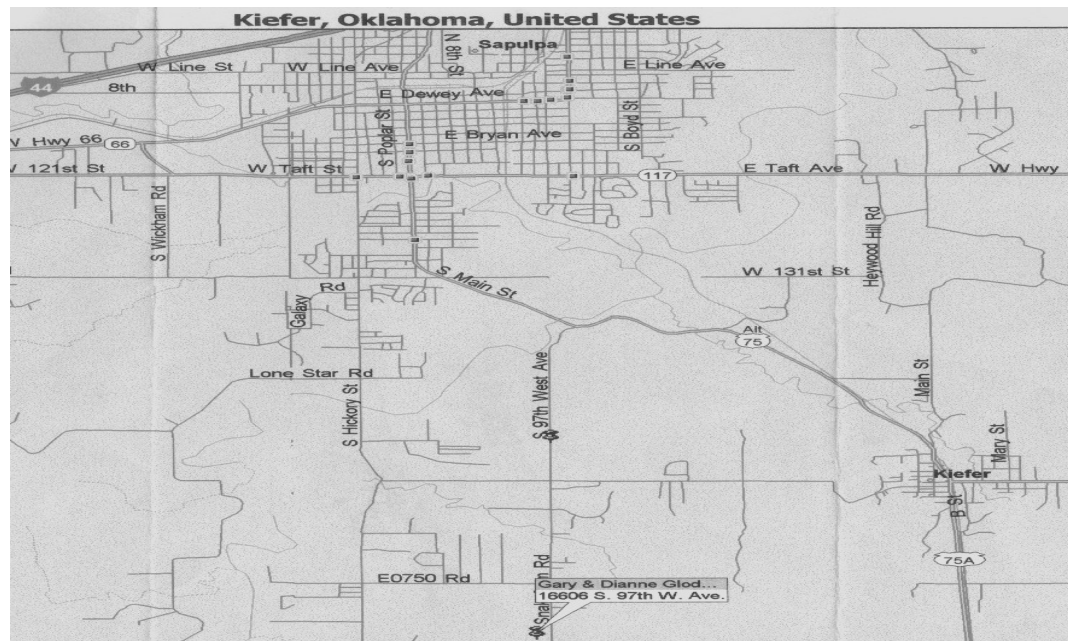 Kiefer, Oklahoma, United States
N 8th St
Sapulpa
W Line St
W Line Ave
E Line Ave
44
8th
E Dewey Ave
S Poplar St
E Bryan Ave
S Boyd St
W Hwy 66
66
W 121st St
W Taft St
117
E Taft Ave
W Hwy
S Wickham Rd
Heywood Hill Rd
S Main St
W 131st St
Rd
Galaxy
Alt
75
Lone Star Rd
S Hickory St
S 97th West Ave
Main St
Mary St
Kiefer
B St
75A
E0750 Rd
Gary & Dianne Glod...
16606 S. 97th W. Ave.